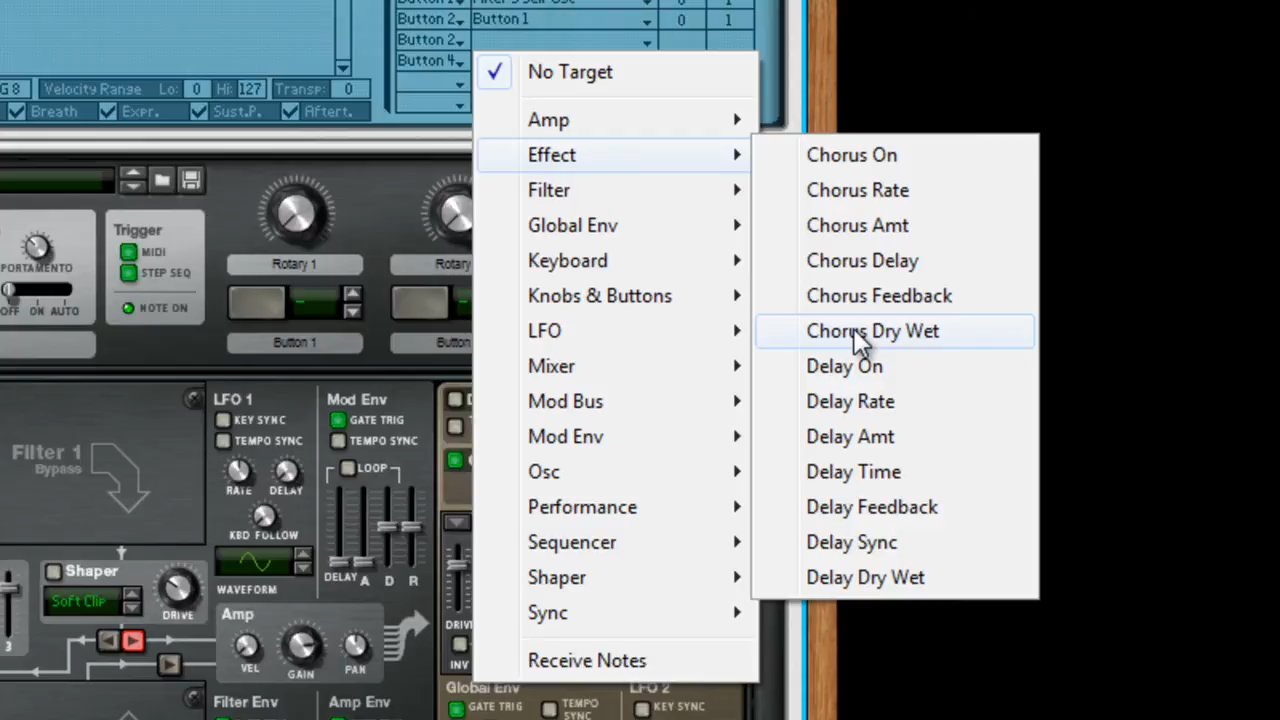 Button 2 Button 1 0 1
Button 2
Button 4
G 8 Velocity Range Lo: 0 Hi: 127 Transp: 0
Breath Expr. Sust.P. Aftert.
No Target
Amp
Effect
Filter
Global Env
Keyboard
Knobs & Buttons
LFO
Mixer
Mod Bus
Mod Env
Osc
Performance
Sequencer
Shaper
Sync
Receive Notes
Chorus On
Chorus Rate
Chorus Amt
Chorus Delay
Chorus Feedback
Chorus Dry Wet
Delay On
Delay Rate
Delay Amt
Delay Time
Delay Feedback
Delay Sync
Delay Dry Wet
PORTAMENTO
OFF ON AUTO
Trigger
MIDI
STEP SEQ
NOTE ON
Rotary 1
Rotary
Button 1
Button
Filter 1
Bypass
LFO 1
KEY SYNC
TEMPO SYNC
RATE DELAY
KBD FOLLOW
WAVEFORM
Mod Env
GATE TRIG
TEMPO SYNC
LOOP
DELAY A D R
Shaper
Soft Clip
DRIVE
3
Amp
VEL GAIN PAN
INV
Filter Env Amp Env
Global Env
GATE TRIG
TEMPO
SYNC
LFO 2
KEY SYNC